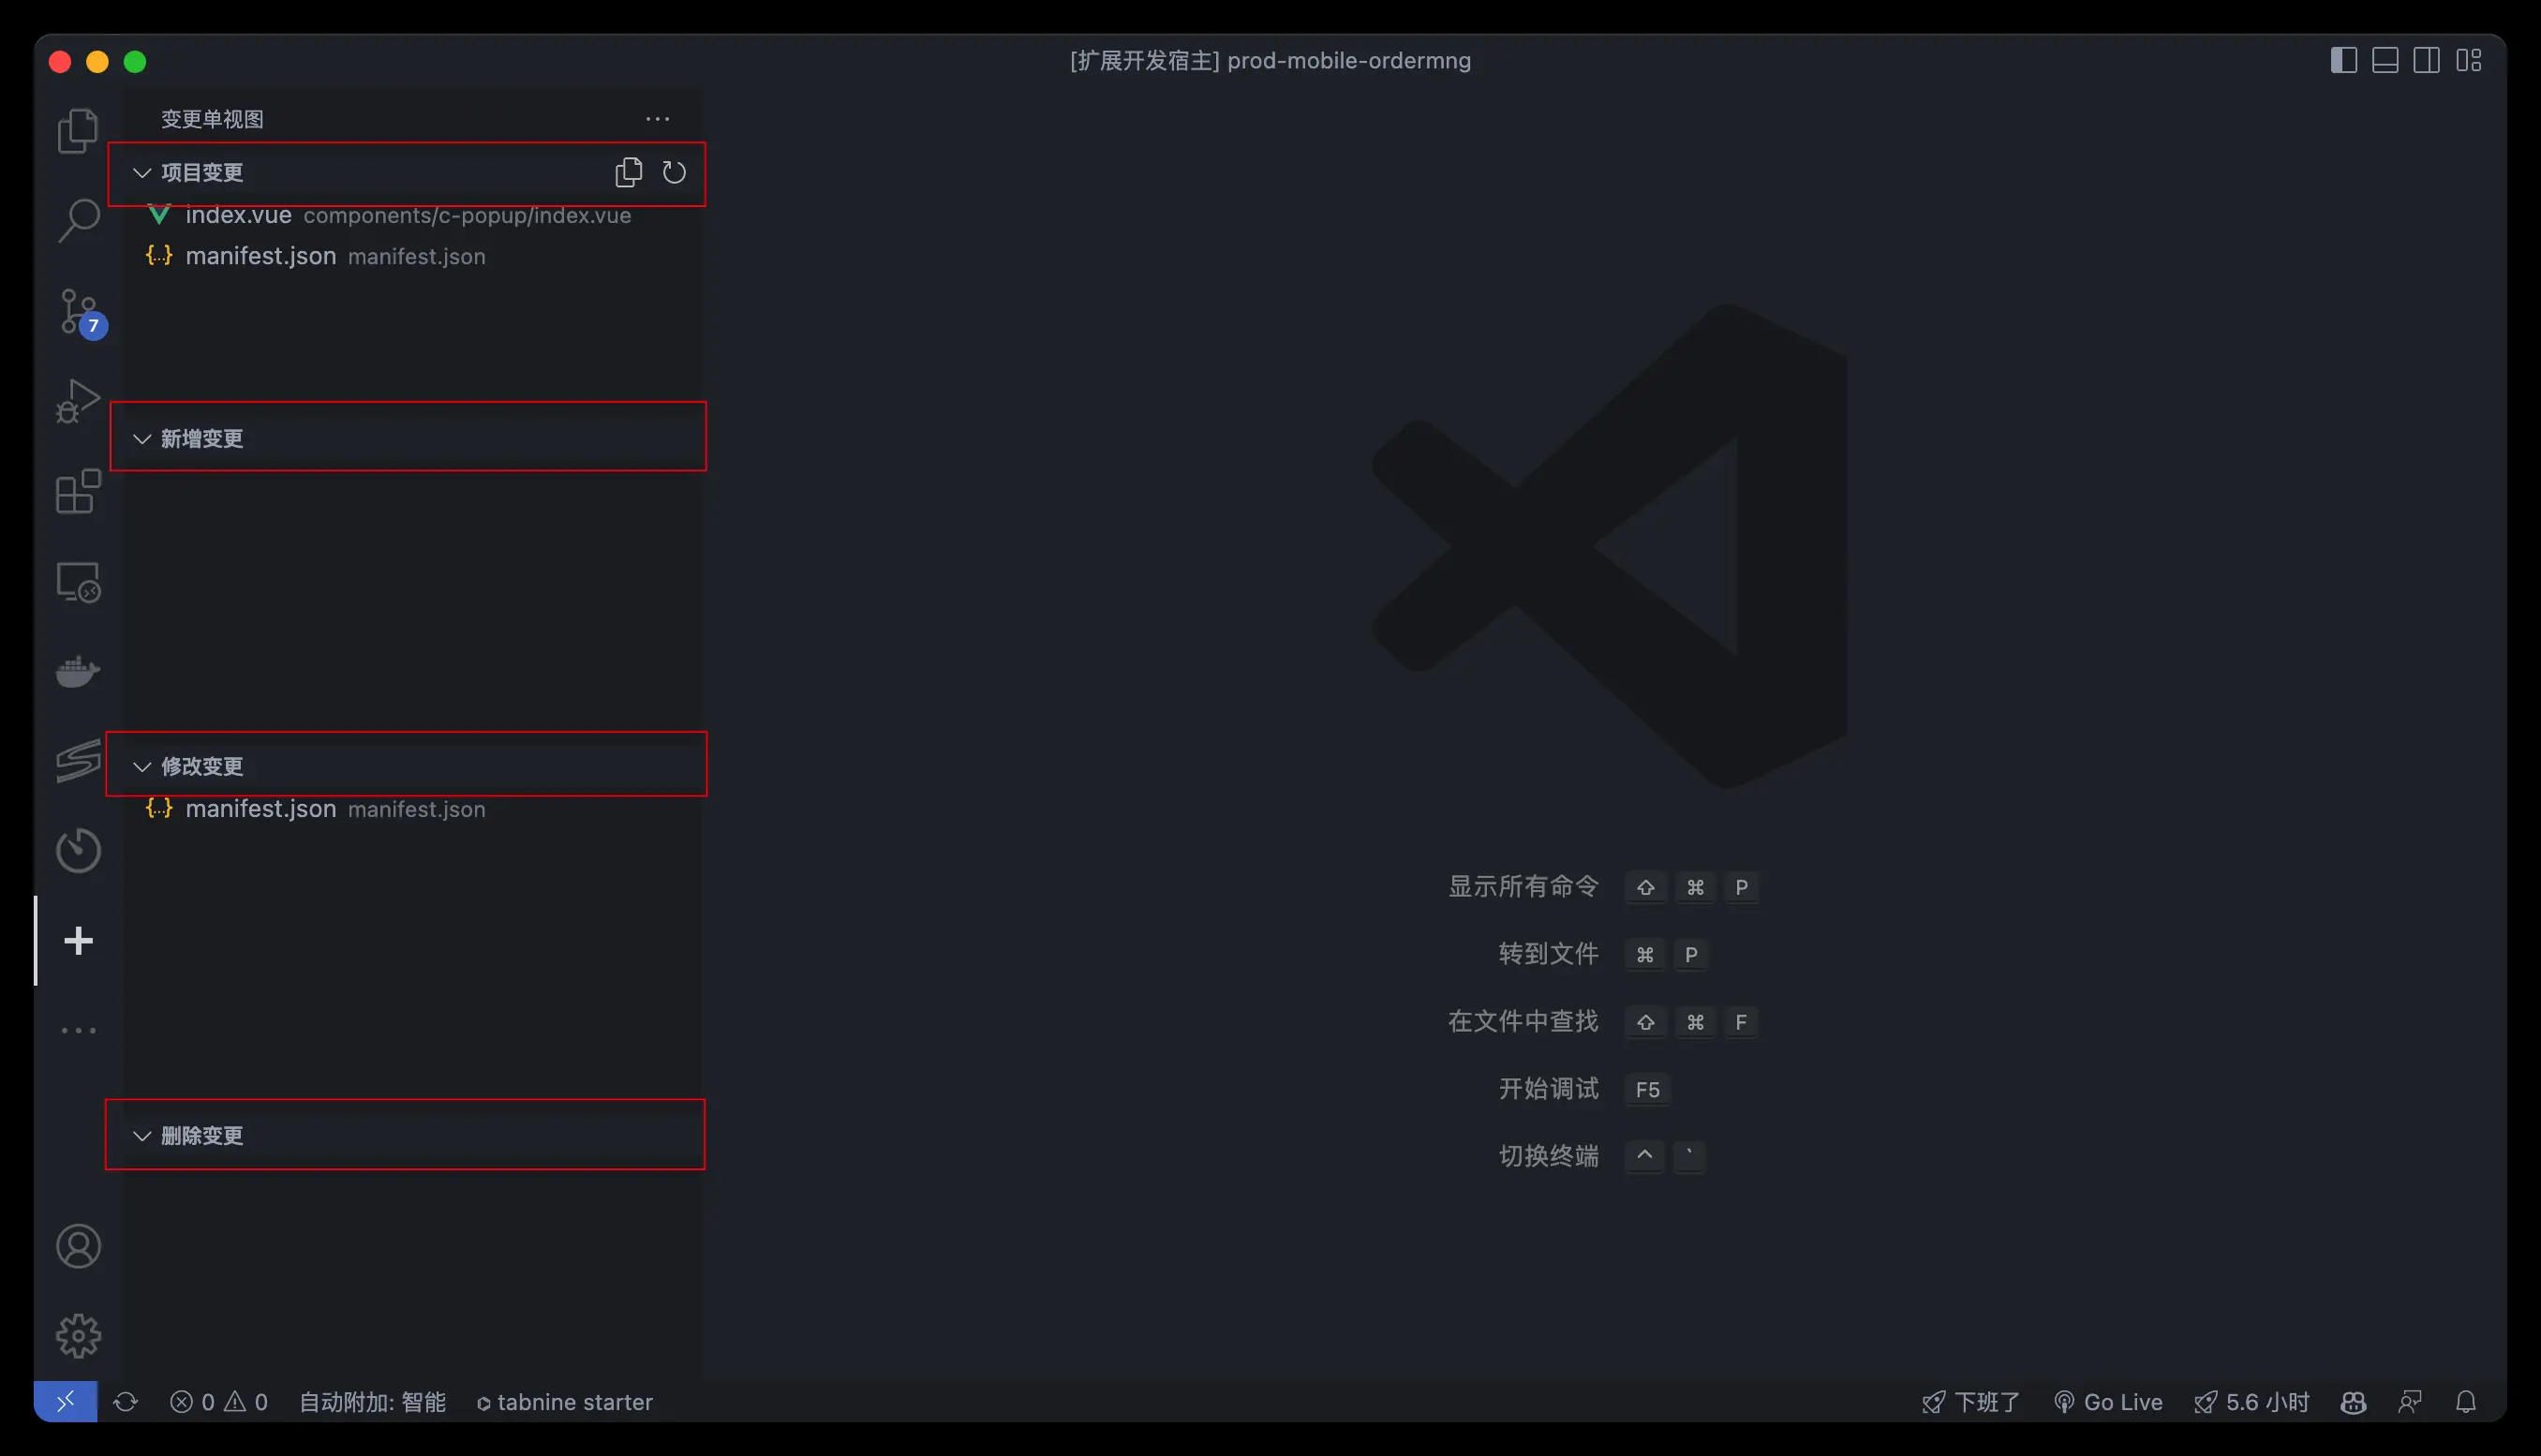 [扩展开发宿主] prod-mobile-ordermng
变更单视图
项目变更
index.vue components/c-popup/index.vue
{..} manifest.json manifest.json
7
新增变更
修改变更
{..} manifest.json manifest.json
删除变更
显示所有命令 ⇧ ⌘ P
转到文件 ⌘ P
在文件中查找 ⇧ ⌘ F
开始调试 F5
切换终端 ^ `
0 0 自动附加: 智能 tabnine starter 下班了 Go Live 5.6 小时